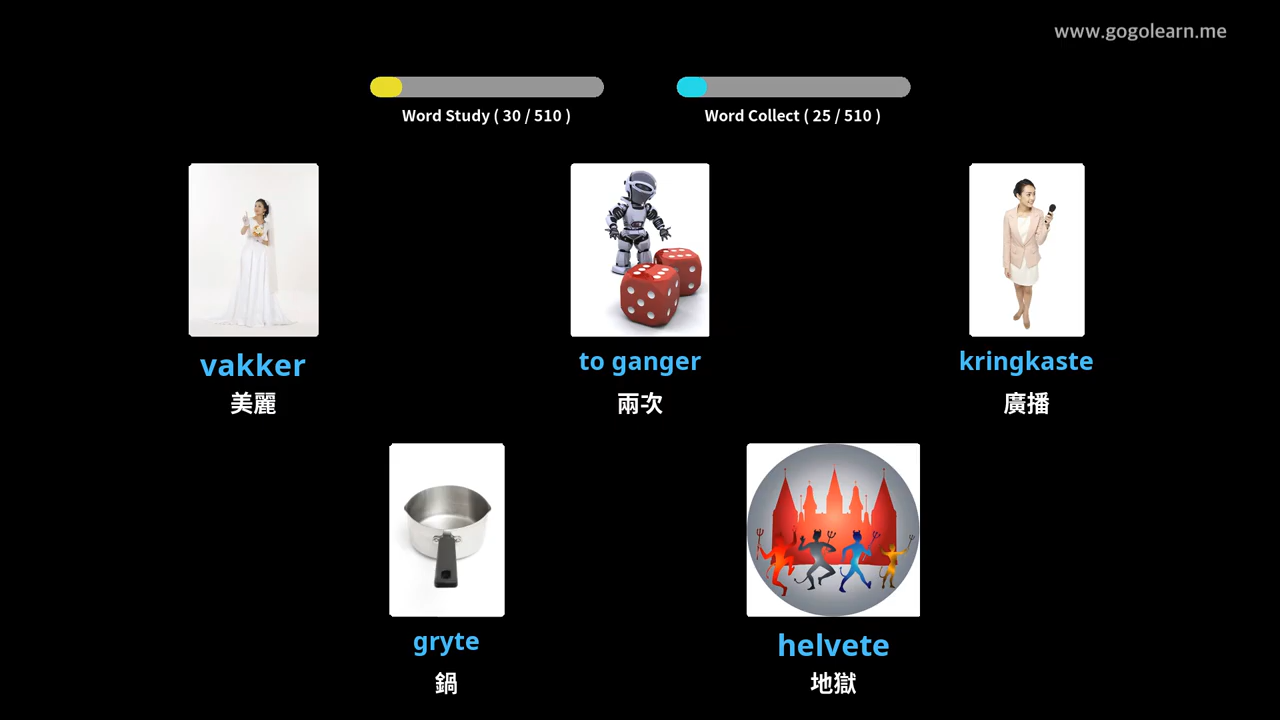 www.gogolearn.me
Word Study ( 30 / 510 )
Word Collect ( 25 / 510 )
vakker
to ganger
kringkaste
美麗
兩次
廣播
gryte
helvete
鍋
地獄